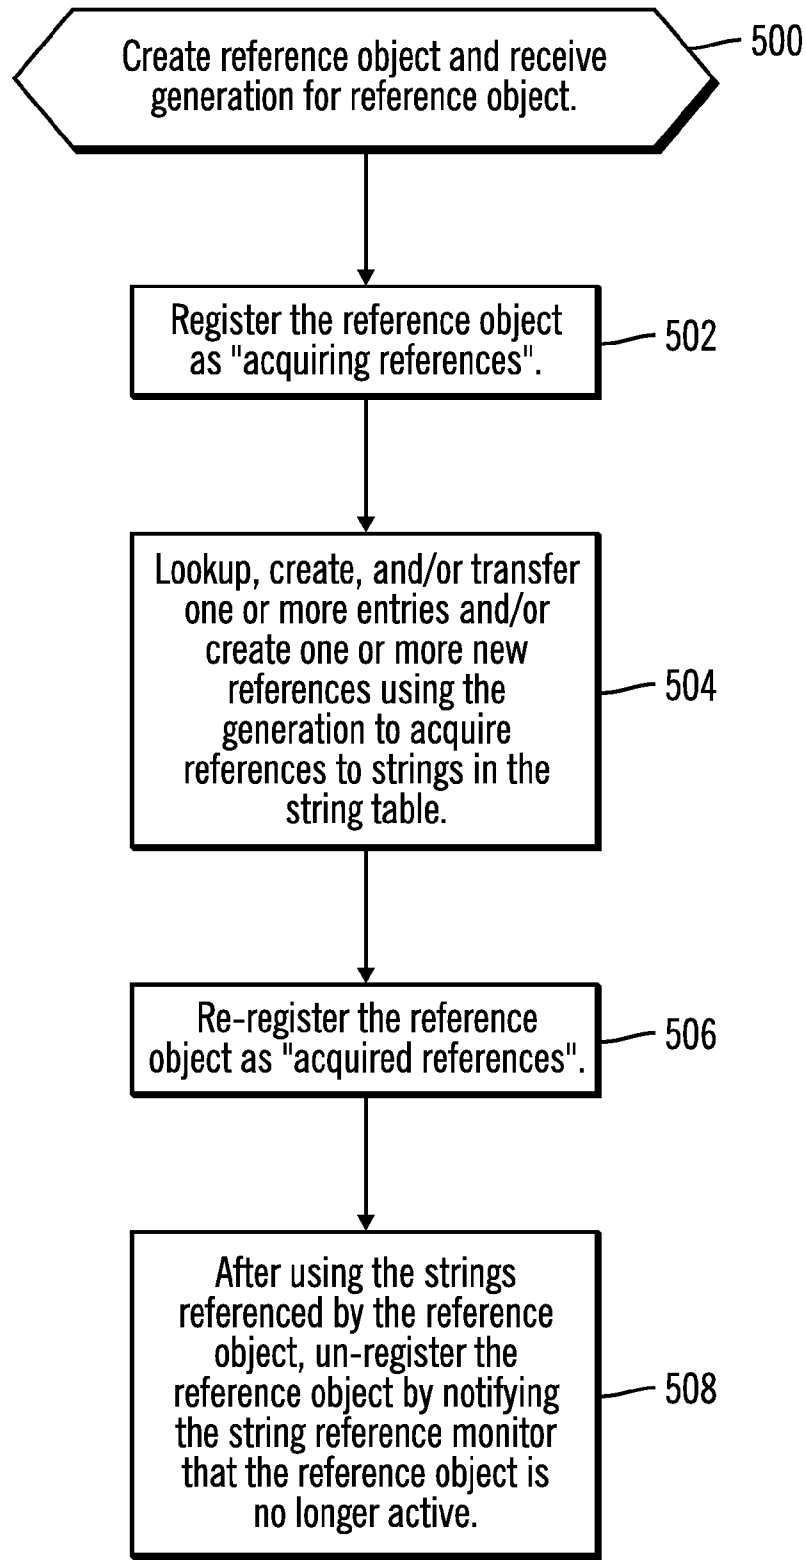 Create reference object and receive
generation for reference object.
500
Register the reference object
as "acquiring references".
502
Lookup, create, and/or transfer
one or more entries and/or
create one or more new
references using the
generation to acquire
references to strings in the
string table.
504
Re-register the reference
object as "acquired references".
506
After using the strings
referenced by the reference
object, un-register the
reference object by notifying
the string reference monitor
that the reference object is
no longer active.
508